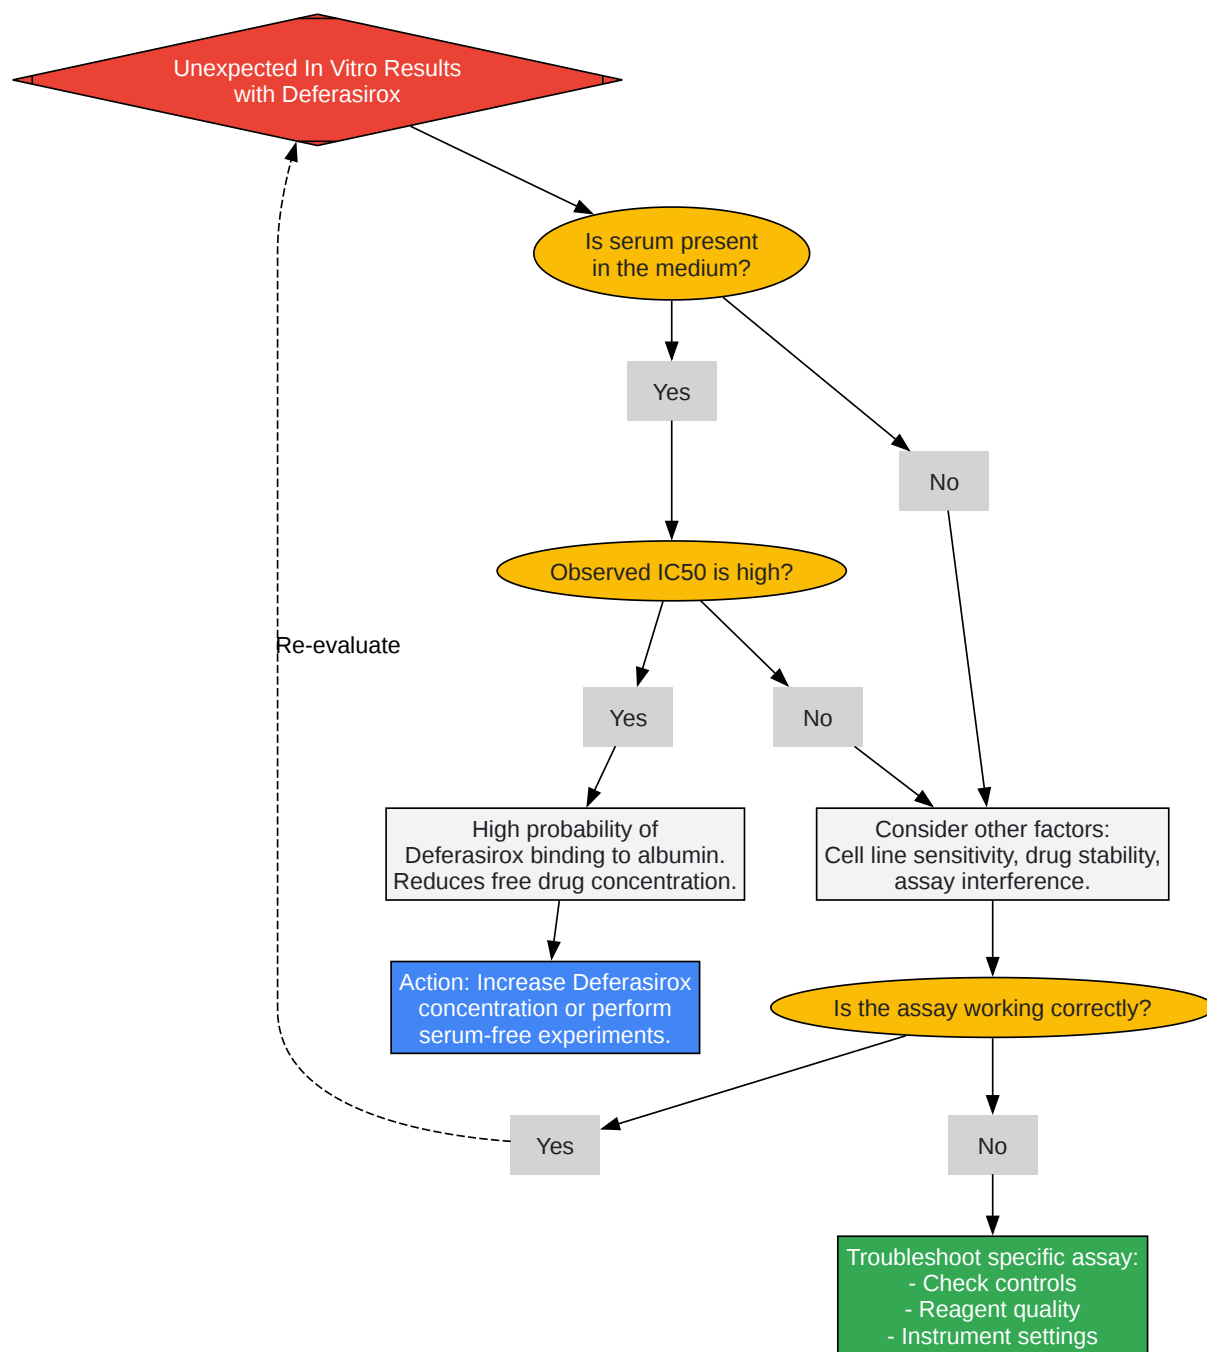 Unexpected In Vitro Results
with Deferasirox
Is serum present
in the medium?
Yes
No
Observed IC50 is high?
Re-evaluate
Yes
No
High probability of
Deferasirox binding to albumin.
Reduces free drug concentration.
Consider other factors:
Cell line sensitivity, drug stability,
assay interference.
Action: Increase Deferasirox
concentration or perform
serum-free experiments.
Is the assay working correctly?
Yes
No
Troubleshoot specific assay:
- Check controls
- Reagent quality
- Instrument settings